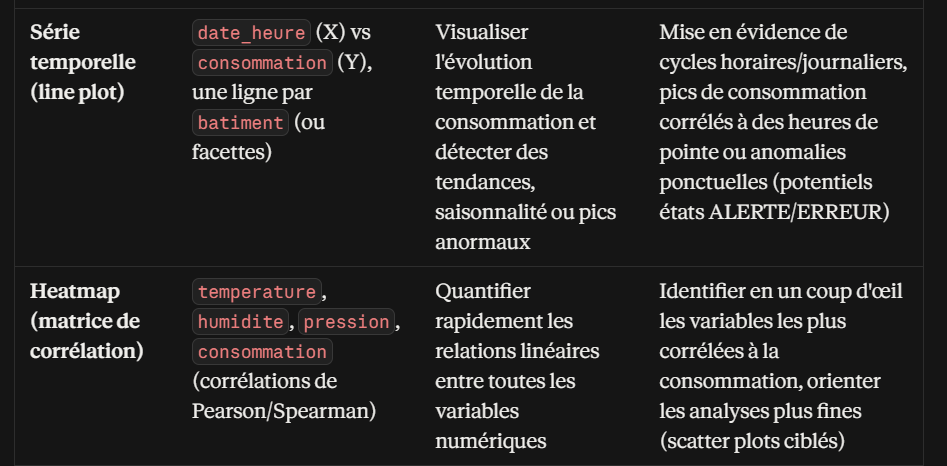 Série
temporelle
(line plot)
date_heure (X) vs
consommation (Y),
une ligne par
batiment (ou
facettes)
Visualiser
l'évolution
temporelle de la
consommation et
détecter des
tendances,
saisonnalité ou pics
anormaux
Mise en évidence de
cycles horaires/journaliers,
pics de consommation
corrélés à des heures de
pointe ou anomalies
ponctuelles (potentiels
états ALERTE/ERREUR)
Heatmap
(matrice de
corrélation)
temperature,
humidite, pression,
consommation
(corrélations de
Pearson/Spearman)
Quantifier
rapidement les
relations linéaires
entre toutes les
variables
numériques
Identifier en un coup d'œil
les variables les plus
corrélées à la
consommation, orienter
les analyses plus fines
(scatter plots ciblés)